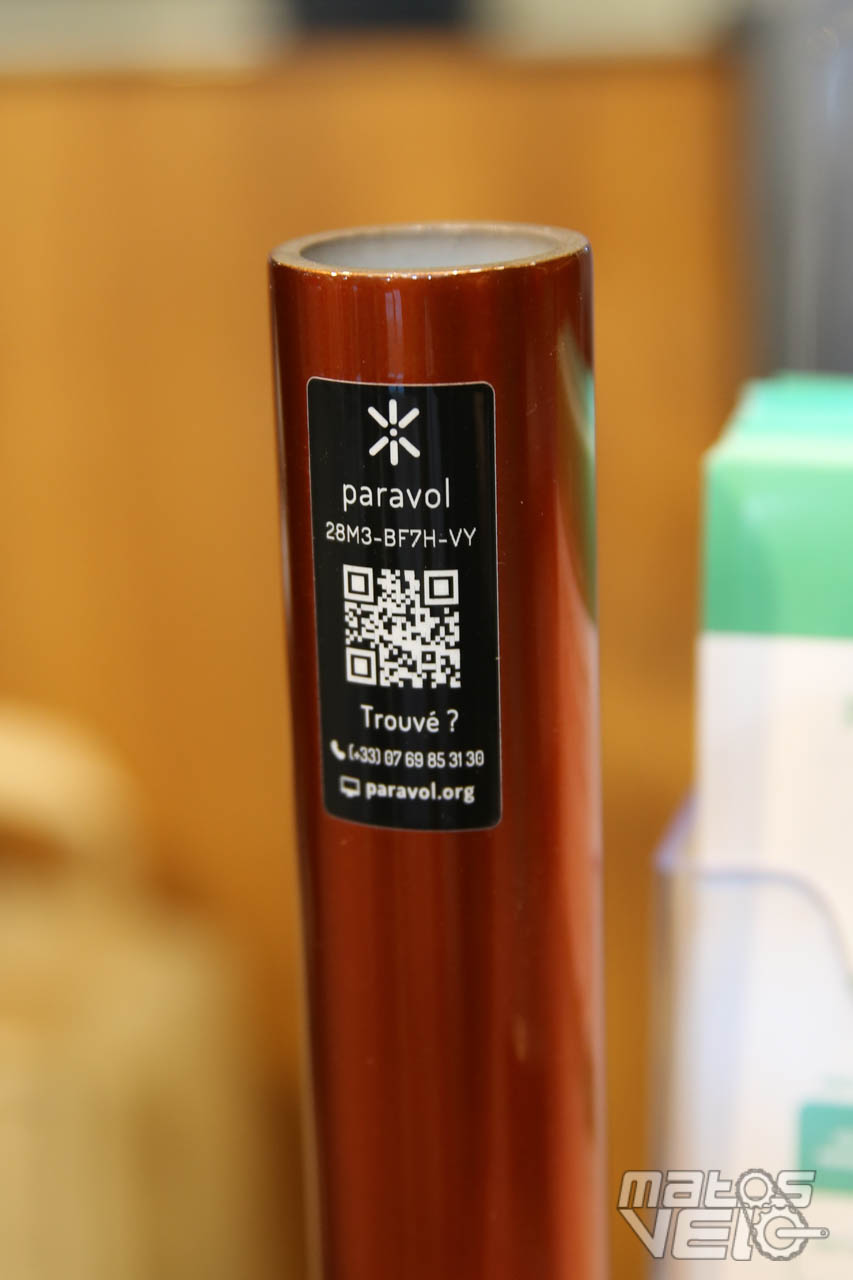 paravol
28M3-BF7H-VY
Trouvé ?
(+33) 07 69 85 31 30
paravol.org
matos
VELO